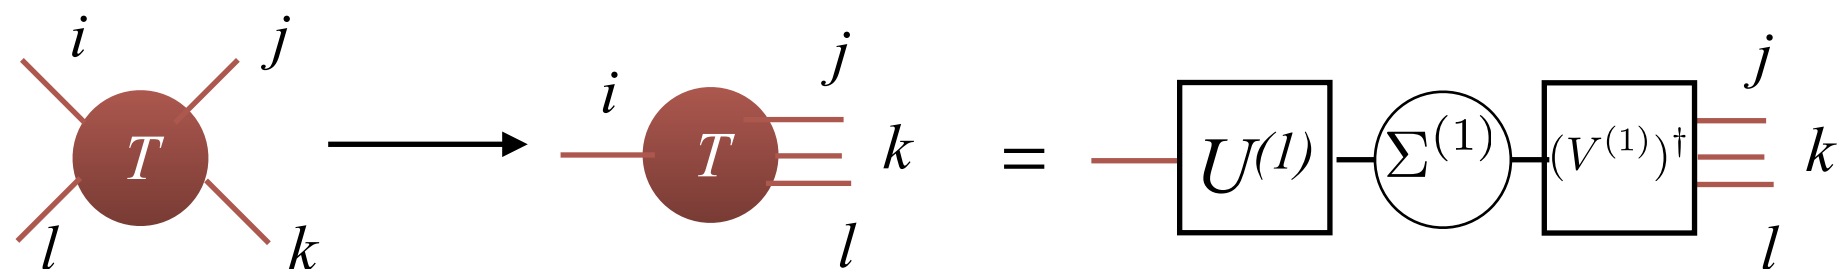 i j
T
l k
i j
T k
l
=
U^{(1)} Σ^{(1)} (V^{(1)})^† j
k
l